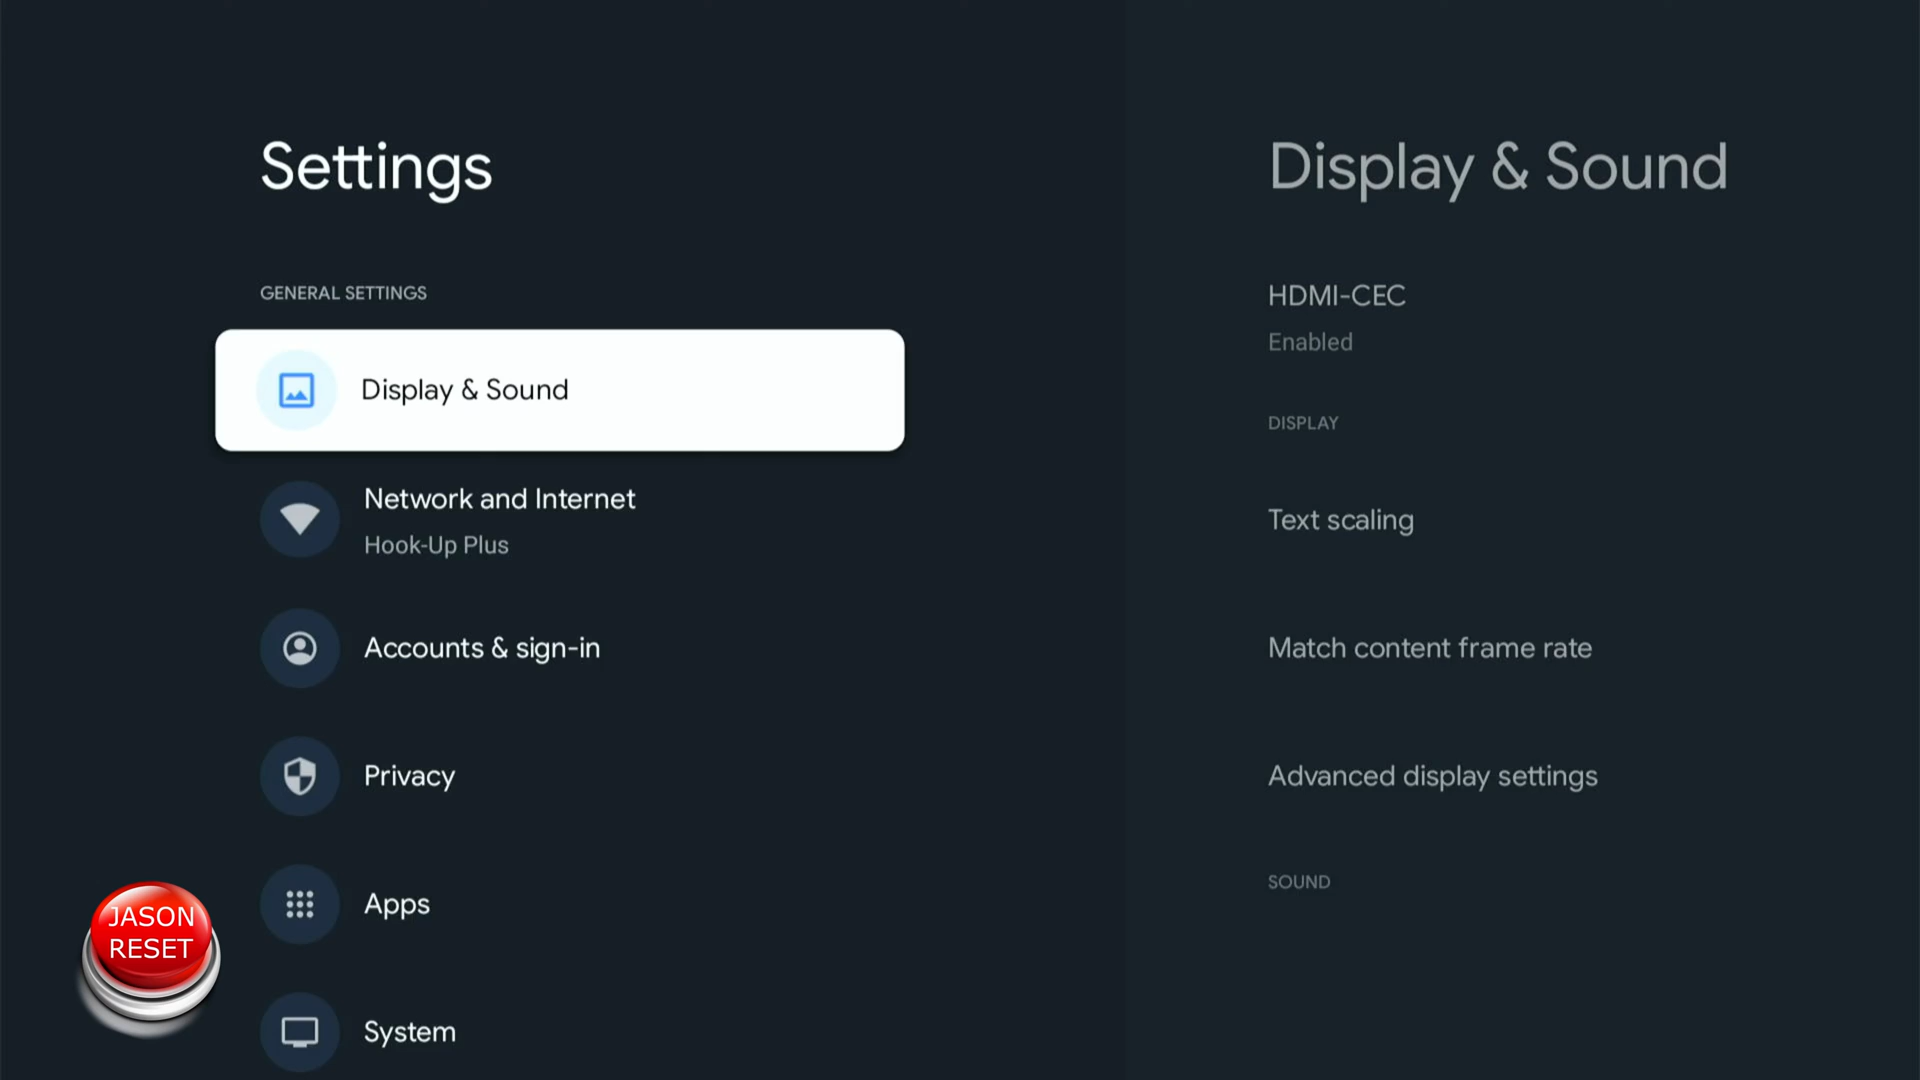 Settings
GENERAL SETTINGS
Display & Sound
Network and Internet
Hook-Up Plus
Accounts & sign-in
Privacy
Apps
System
JASON
RESET
Display & Sound
HDMI-CEC
Enabled
DISPLAY
Text scaling
Match content frame rate
Advanced display settings
SOUND